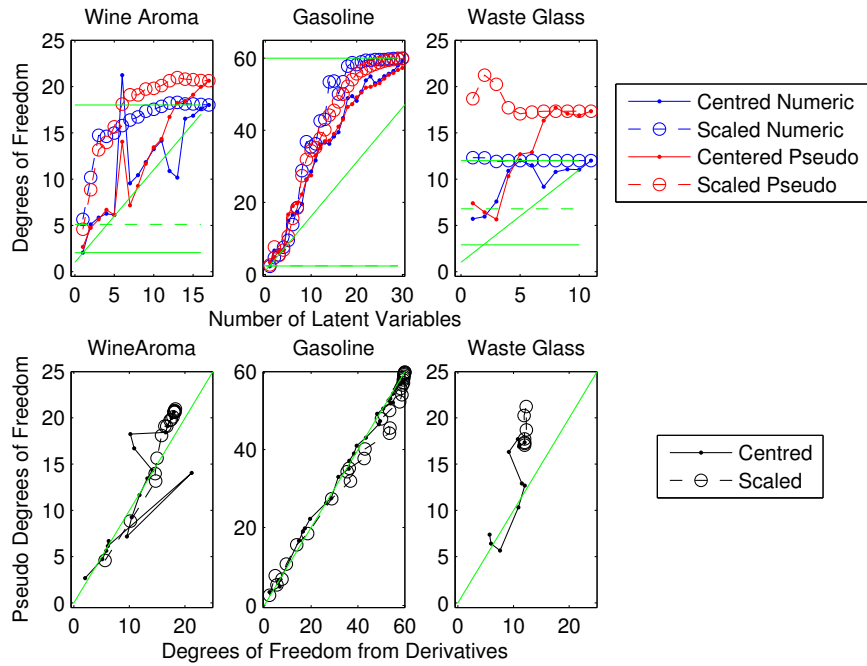 Wine Aroma
Gasoline
Waste Glass
Degrees of Freedom
25
20
15
10
5
0
0 5 10 15
80
60
40
20
0
0 10 20 30
25
20
15
10
5
0
0 5 10
Number of Latent Variables
Centred Numeric
Scaled Numeric
Centered Pseudo
Scaled Pseudo
WineAroma
Gasoline
Waste Glass
Pseudo Degrees of Freedom
25
20
15
10
5
0
0 10 20
60
40
20
0
0 20 40 60
25
20
15
10
5
0
0 10 20
Degrees of Freedom from Derivatives
Centred
Scaled